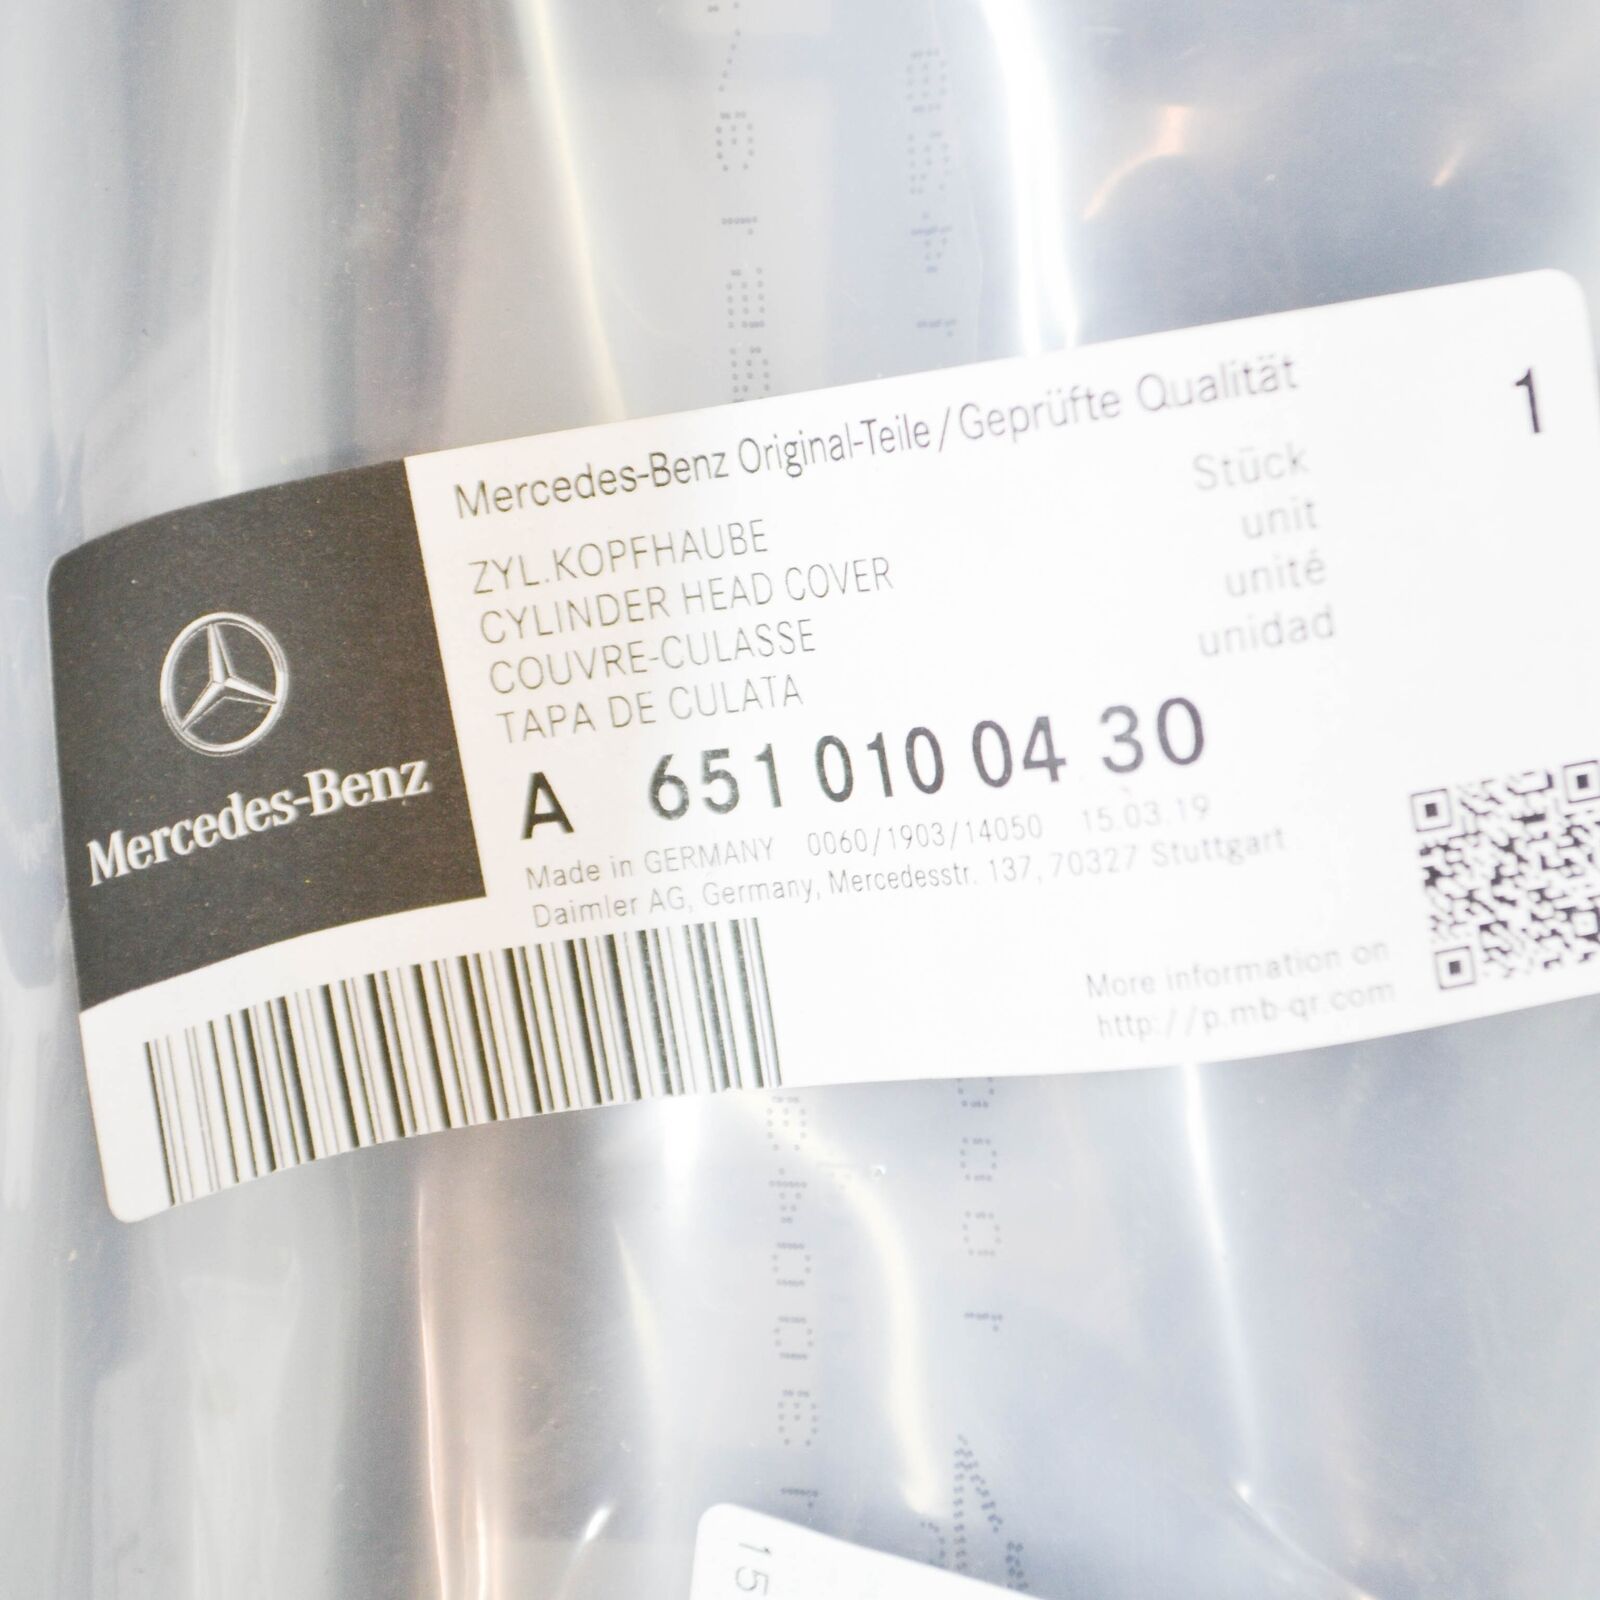 Mercedes-Benz Original-Teile/Geprüfte Qualität
1
ZYL.KOPFHAUBE
CYLINDER HEAD COVER
COUVRE-CULASSE
TAPA DE CULATA
Stück
unit
unité
unidad
Mercedes-Benz
A 651 010 04 30
Made in GERMANY 0060/1903/14050 15.03.19
Daimler AG, Germany, Mercedesstr. 137, 70327 Stuttgart
More information on
http://p.mb-qr.com
15